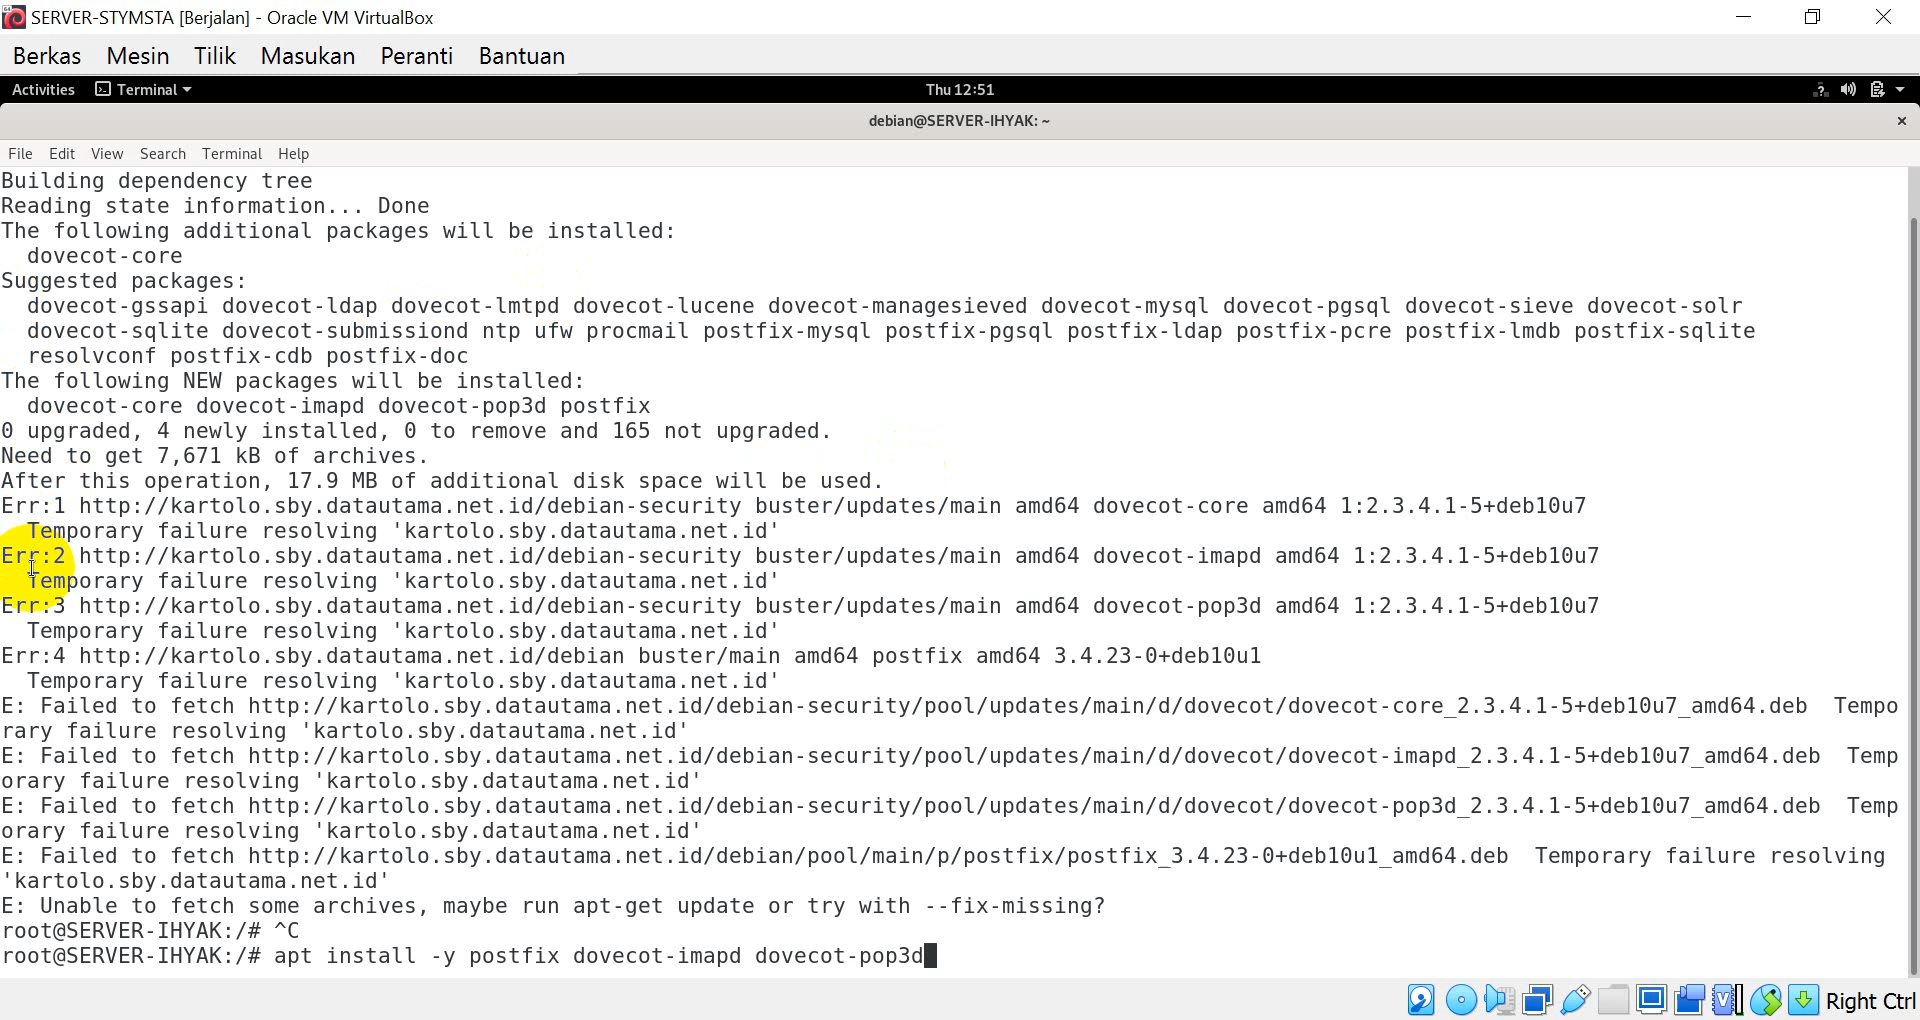 SERVER-STYMSTA [Berjalan] - Oracle VM VirtualBox
Berkas Mesin Tilik Masukan Peranti Bantuan
Activities Terminal Thu 12:51
debian@SERVER-IHYAK: ~
File Edit View Search Terminal Help
Building dependency tree
Reading state information... Done
The following additional packages will be installed:
  dovecot-core
Suggested packages:
  dovecot-gssapi dovecot-ldap dovecot-lmtpd dovecot-lucene dovecot-managesieved dovecot-mysql dovecot-pgsql dovecot-sieve dovecot-solr
  dovecot-sqlite dovecot-submissiond ntp ufw procmail postfix-mysql postfix-pgsql postfix-ldap postfix-pcre postfix-lmdb postfix-sqlite
  resolvconf postfix-cdb postfix-doc
The following NEW packages will be installed:
  dovecot-core dovecot-imapd dovecot-pop3d postfix
0 upgraded, 4 newly installed, 0 to remove and 165 not upgraded.
Need to get 7,671 kB of archives.
After this operation, 17.9 MB of additional disk space will be used.
Err:1 http://kartolo.sby.datautama.net.id/debian-security buster/updates/main amd64 dovecot-core amd64 1:2.3.4.1-5+deb10u7
  Temporary failure resolving 'kartolo.sby.datautama.net.id'
Err:2 http://kartolo.sby.datautama.net.id/debian-security buster/updates/main amd64 dovecot-imapd amd64 1:2.3.4.1-5+deb10u7
  Temporary failure resolving 'kartolo.sby.datautama.net.id'
Err:3 http://kartolo.sby.datautama.net.id/debian-security buster/updates/main amd64 dovecot-pop3d amd64 1:2.3.4.1-5+deb10u7
  Temporary failure resolving 'kartolo.sby.datautama.net.id'
Err:4 http://kartolo.sby.datautama.net.id/debian buster/main amd64 postfix amd64 3.4.23-0+deb10u1
  Temporary failure resolving 'kartolo.sby.datautama.net.id'
E: Failed to fetch http://kartolo.sby.datautama.net.id/debian-security/pool/updates/main/d/dovecot/dovecot-core_2.3.4.1-5+deb10u7_amd64.deb  Tempo
rary failure resolving 'kartolo.sby.datautama.net.id'
E: Failed to fetch http://kartolo.sby.datautama.net.id/debian-security/pool/updates/main/d/dovecot/dovecot-imapd_2.3.4.1-5+deb10u7_amd64.deb  Temp
orary failure resolving 'kartolo.sby.datautama.net.id'
E: Failed to fetch http://kartolo.sby.datautama.net.id/debian-security/pool/updates/main/d/dovecot/dovecot-pop3d_2.3.4.1-5+deb10u7_amd64.deb  Temp
orary failure resolving 'kartolo.sby.datautama.net.id'
E: Failed to fetch http://kartolo.sby.datautama.net.id/debian/pool/main/p/postfix/postfix_3.4.23-0+deb10u1_amd64.deb  Temporary failure resolving
'kartolo.sby.datautama.net.id'
E: Unable to fetch some archives, maybe run apt-get update or try with --fix-missing?
root@SERVER-IHYAK:/# ^C
root@SERVER-IHYAK:/# apt install -y postfix dovecot-imapd dovecot-pop3d
Right Ctrl